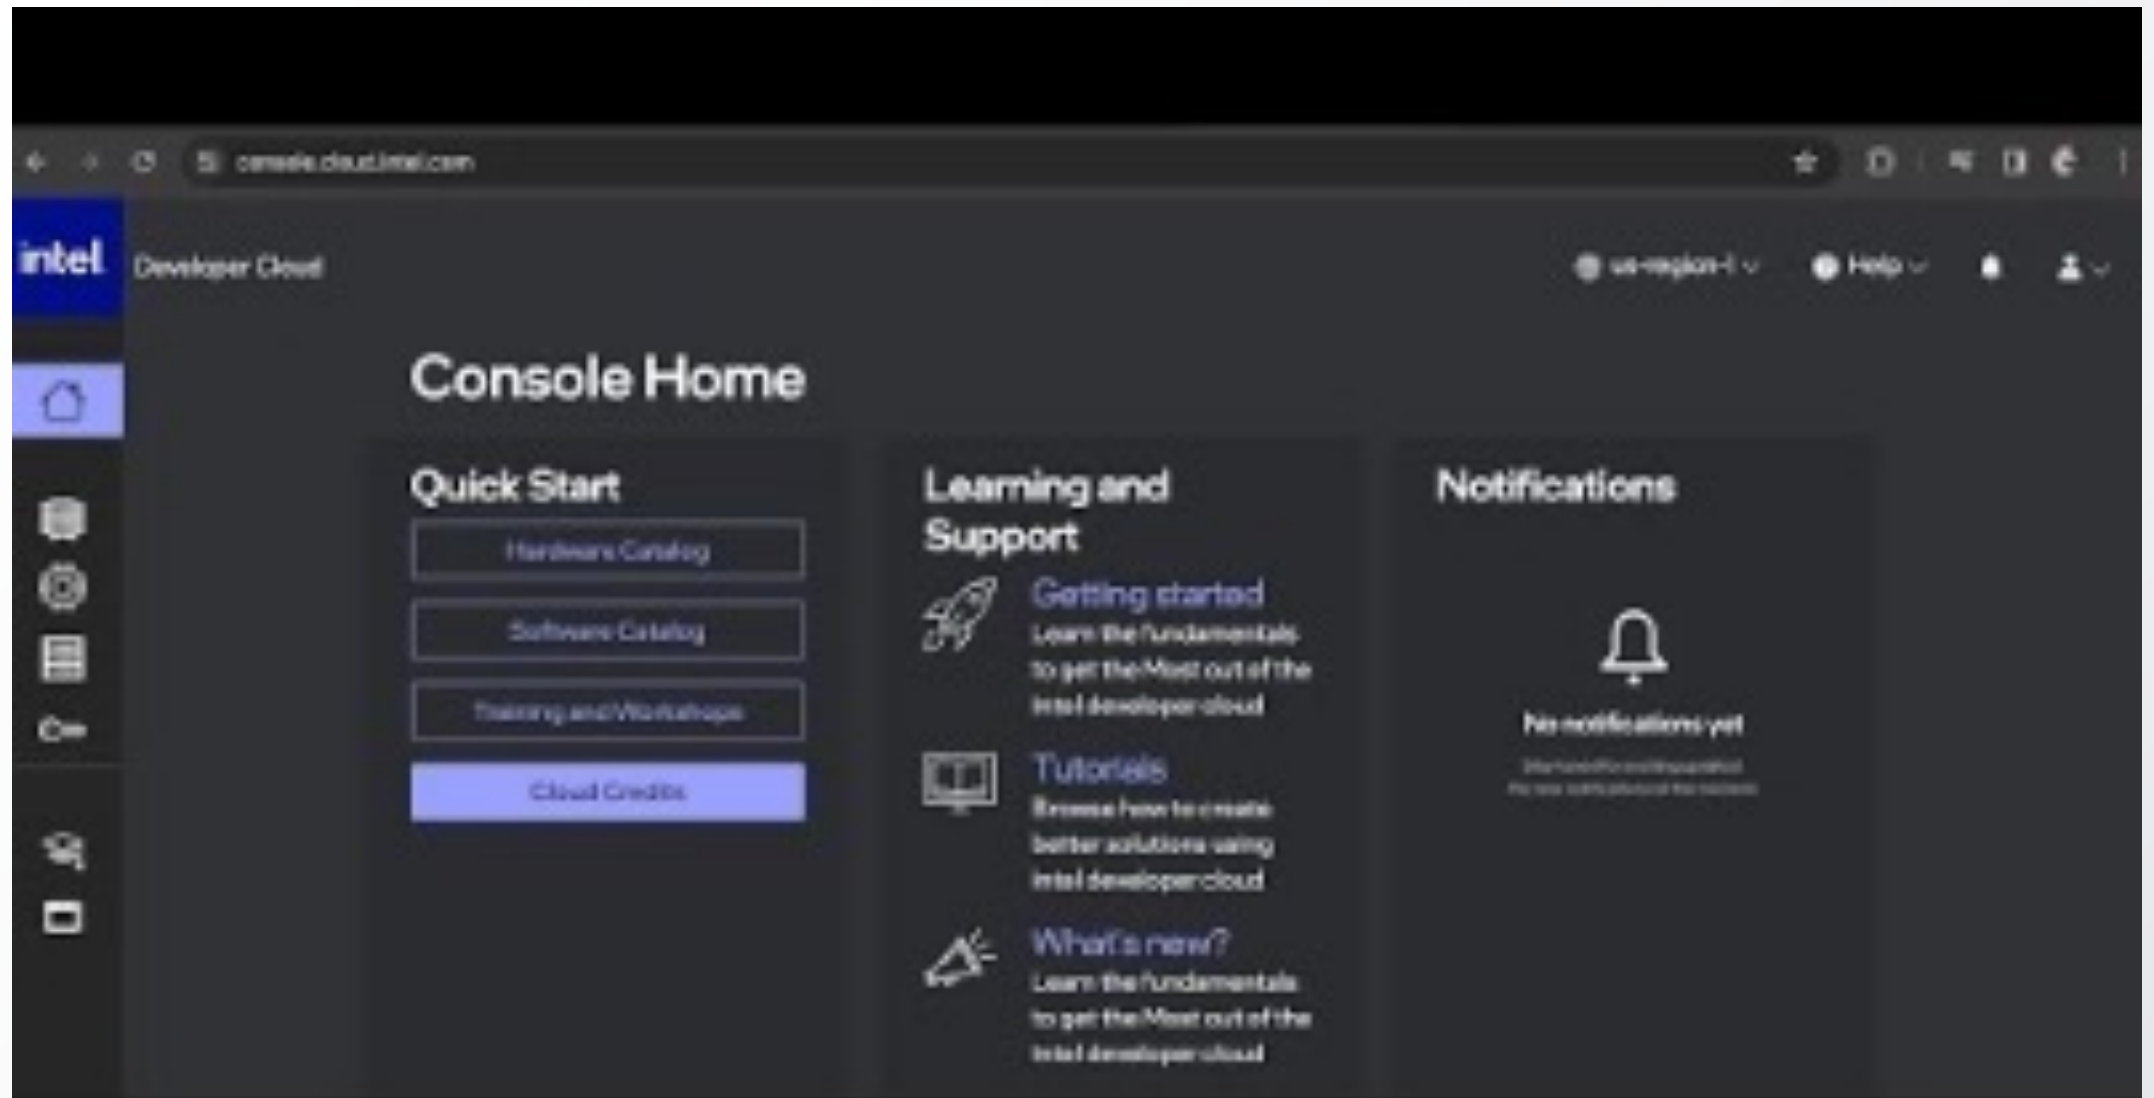 console.cloud.intel.com
intel
Developer Cloud
us-region-1
Help
Console Home
Quick Start
Hardware Catalog
Software Catalog
Training and Workshops
Cloud Credits
Learning and
Support
Getting started
Learn the fundamentals
to get the Most out of the
intel developer cloud
Tutorials
Browse how to create
better solutions using
intel developer cloud
What's new?
Learn the fundamentals
to get the Most out of the
intel developer cloud
Notifications
No notifications yet